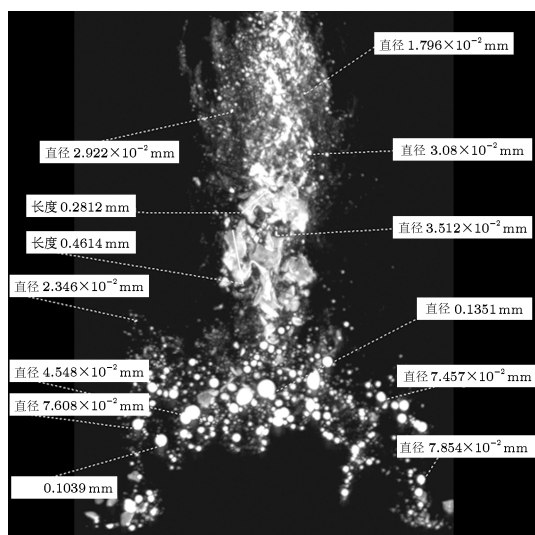 直径 1.796×10⁻² mm
直径 2.922×10⁻² mm
直径 3.08×10⁻² mm
长度 0.2812 mm
直径 3.512×10⁻² mm
长度 0.4614 mm
直径 2.346×10⁻² mm
直径 0.1351 mm
直径 4.548×10⁻² mm
直径 7.457×10⁻² mm
直径 7.608×10⁻² mm
直径 7.854×10⁻² mm
0.1039 mm